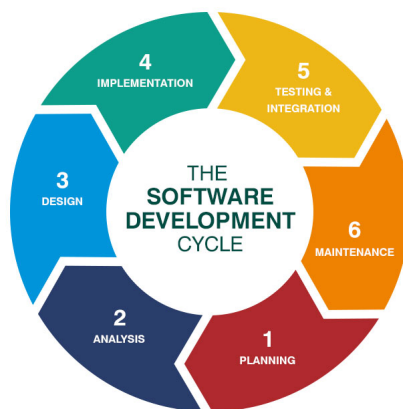 THE
SOFTWARE
DEVELOPMENT
CYCLE
1
PLANNING
2
ANALYSIS
3
DESIGN
4
IMPLEMENTATION
5
TESTING &
INTEGRATION
6
MAINTENANCE